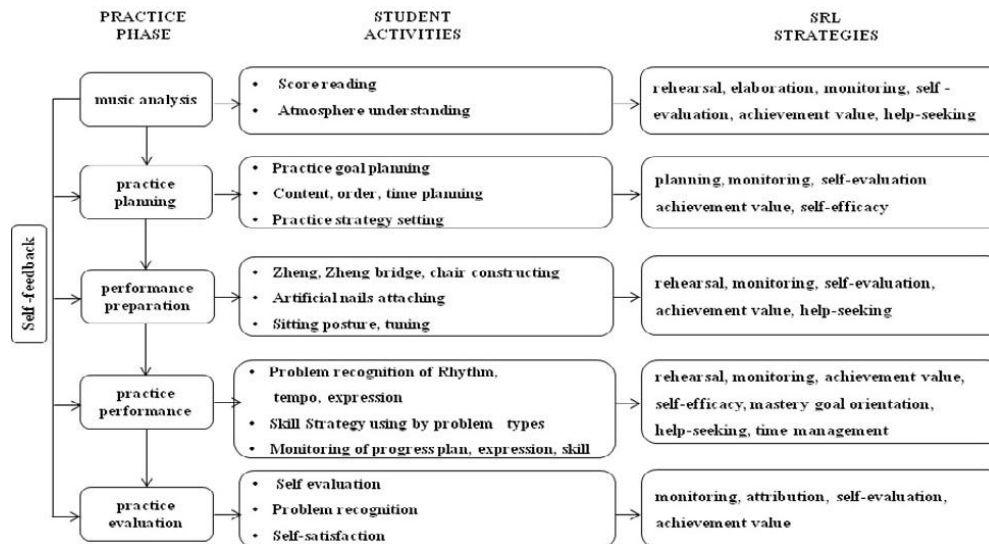 PRACTICE
PHASE
STUDENT
ACTIVITIES
SRL
STRATEGIES
Self-feedback
music analysis
• Score reading
• Atmosphere understanding
rehearsal, elaboration, monitoring, self -
evaluation, achievement value, help-seeking
practice
planning
• Practice goal planning
• Content, order, time planning
• Practice strategy setting
planning, monitoring, self-evaluation
achievement value, self-efficacy
performance
preparation
• Zheng, Zheng bridge, chair constructing
• Artificial nails attaching
• Sitting posture, tuning
rehearsal, monitoring, self-evaluation,
achievement value, help-seeking
practice
performance
• Problem recognition of Rhythm,
tempo, expression
• Skill Strategy using by problem types
• Monitoring of progress plan, expression, skill
rehearsal, monitoring, achievement value,
self-efficacy, mastery goal orientation,
help-seeking, time management
practice
evaluation
• Self evaluation
• Problem recognition
• Self-satisfaction
monitoring, attribution, self-evaluation,
achievement value